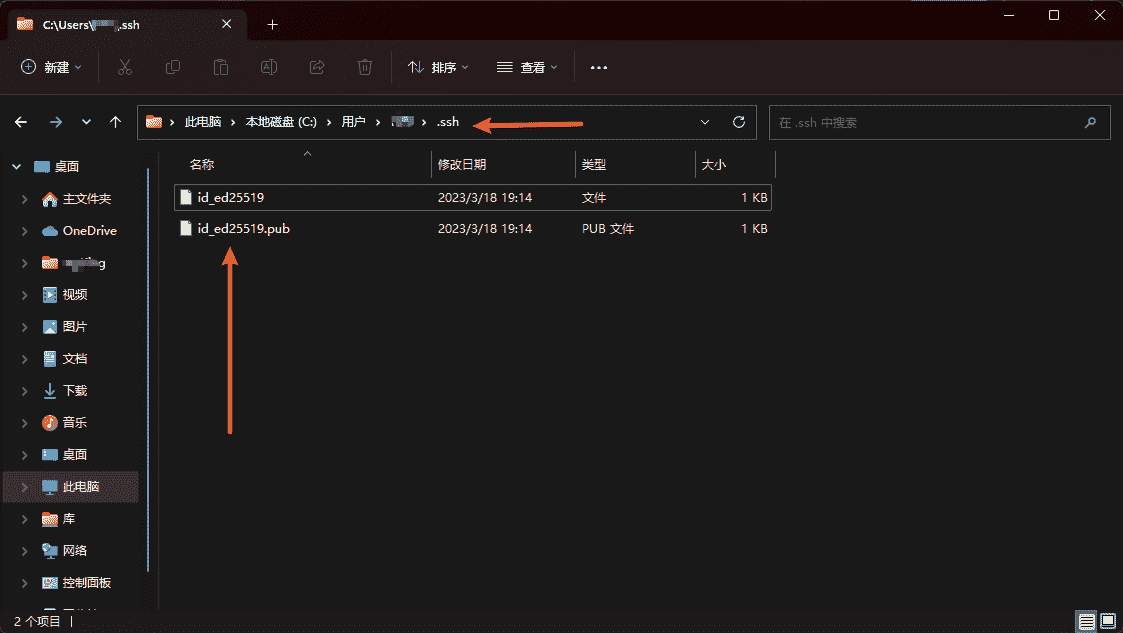 C:\Users\ .ssh
新建
排序
查看
此电脑 本地磁盘 (C:) 用户 .ssh
在 .ssh 中搜索
名称 修改日期 类型 大小
id_ed25519 2023/3/18 19:14 文件 1 KB
id_ed25519.pub 2023/3/18 19:14 PUB 文件 1 KB
桌面
主文件夹
OneDrive
视频
图片
文档
下载
音乐
桌面
此电脑
库
网络
控制面板
2 个项目